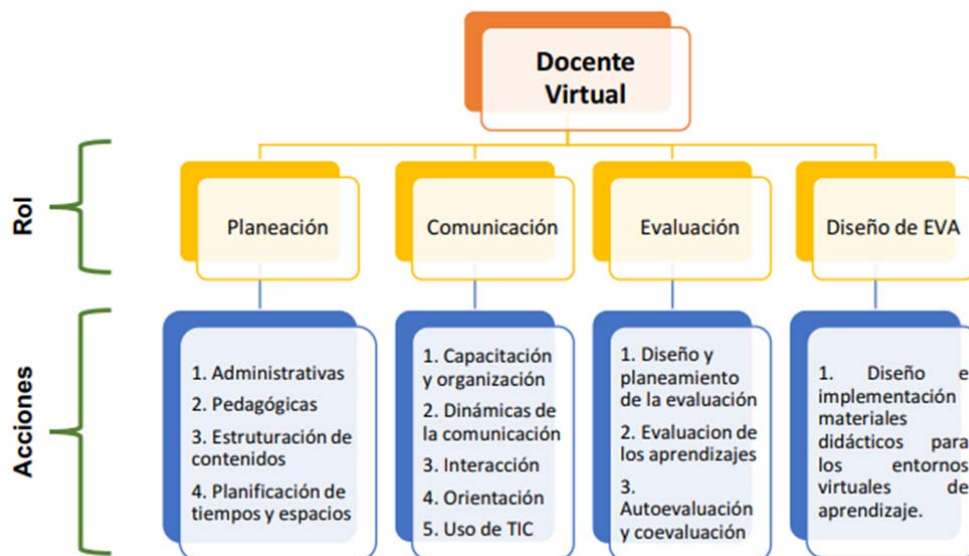 Docente
Virtual
Rol
Planeación
Comunicación
Evaluación
Diseño de EVA
Acciones
1. Administrativas
2. Pedagógicas
3. Estruturación de
contenidos
4. Planificación de
tiempos y espacios
1. Capacitación
y organización
2. Dinámicas de
la comunicación
3. Interacción
4. Orientación
5. Uso de TIC
1. Diseño y
planeamiento
de la evaluación
2. Evaluacion de
los aprendizajes
3.
Autoevaluación
y coevaluación
1. Diseño e
implementación
materiales
didácticos para
los entornos
virtuales de
aprendizaje.